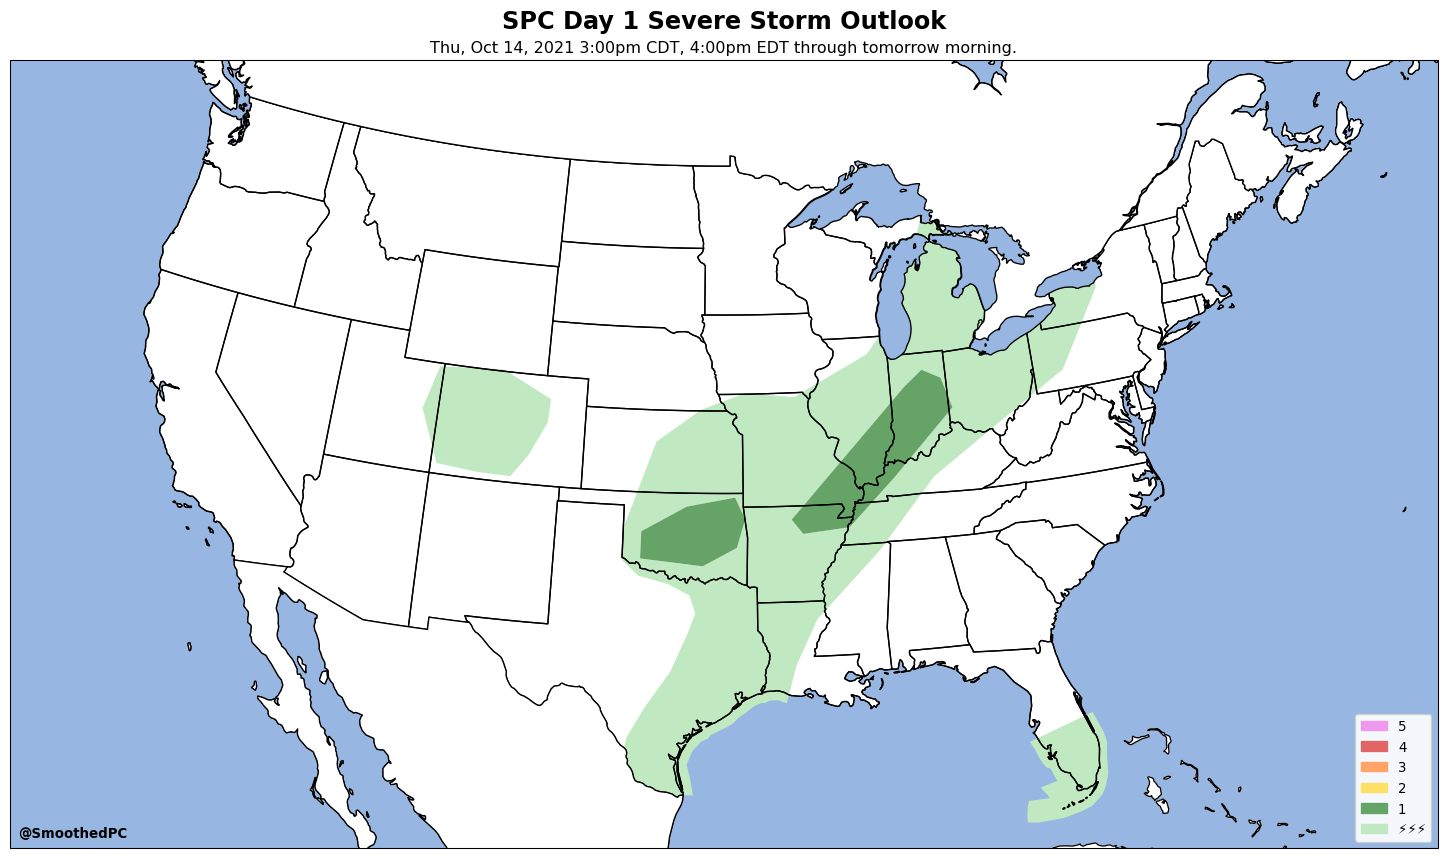 SPC Day 1 Severe Storm Outlook
Thu, Oct 14, 2021 3:00pm CDT, 4:00pm EDT through tomorrow morning.
5
4
3
2
1
⚡⚡⚡
@SmoothedPC